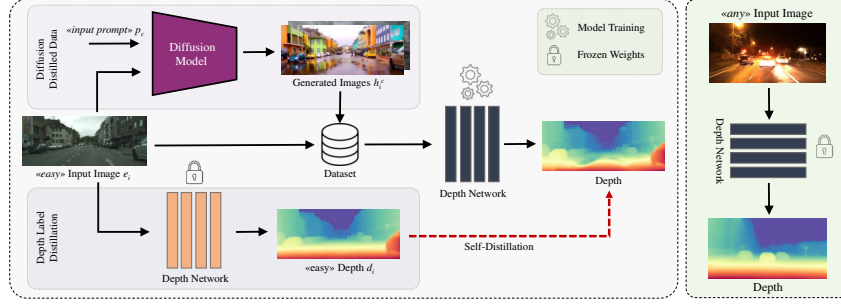 Diffusion
Distilled Data
«input prompt» p_c
Diffusion
Model
Generated Images h_i^c
Model Training
Frozen Weights
«easy» Input Image e_i
Dataset
Depth Network
Depth
Depth Label
Distillation
Depth Network
«easy» Depth d_i
Self-Distillation
«any» Input Image
Depth Network
Depth